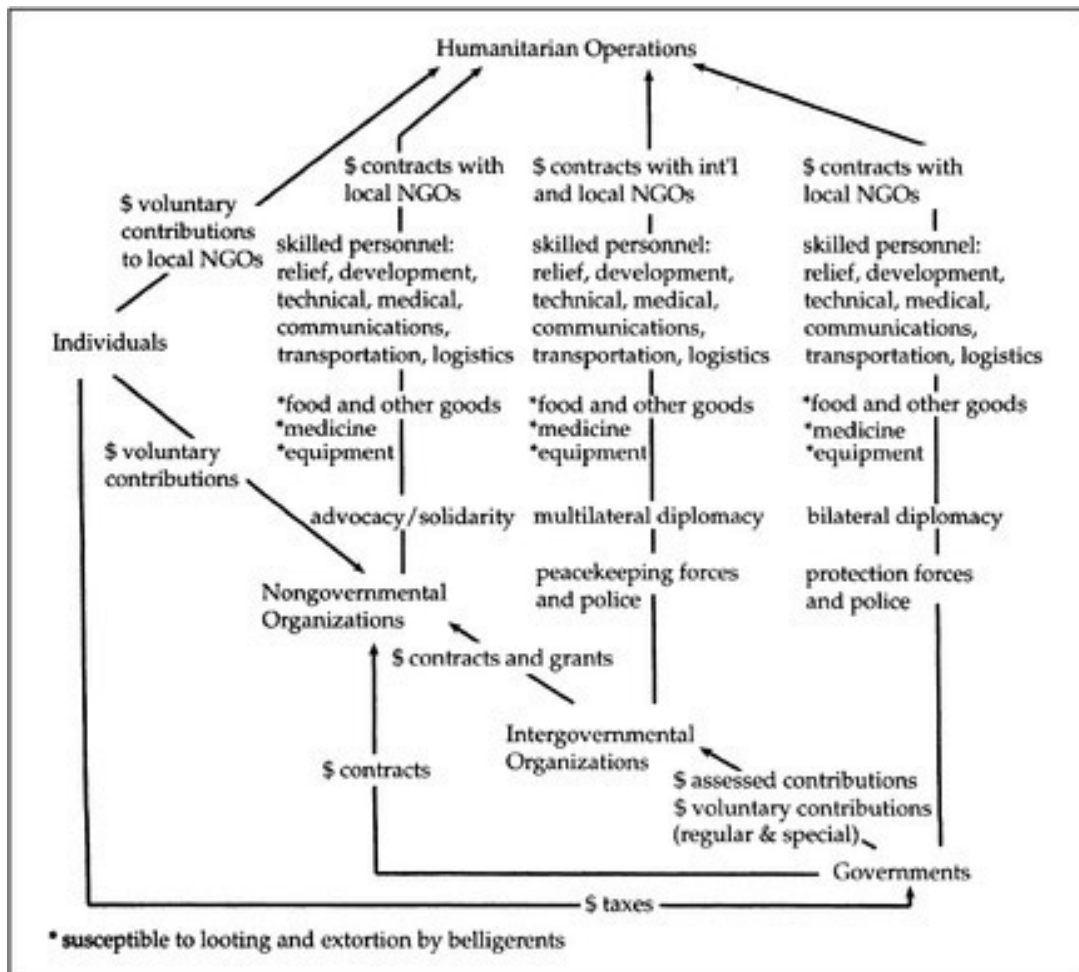 Humanitarian Operations
$ voluntary
contributions
to local NGOs
$ contracts with
local NGOs
skilled personnel:
relief, development,
technical, medical,
communications,
transportation, logistics
*food and other goods
*medicine
*equipment
advocacy/solidarity
$ contracts with int'l
and local NGOs
skilled personnel:
relief, development,
technical, medical,
communications,
transportation, logistics
*food and other goods
*medicine
*equipment
multilateral diplomacy
peacekeeping forces
and police
$ contracts with
local NGOs
skilled personnel:
relief, development,
technical, medical,
communications,
transportation, logistics
*food and other goods
*medicine
*equipment
bilateral diplomacy
protection forces
and police
Individuals
$ voluntary
contributions
Nongovernmental
Organizations
$ contracts and grants
Intergovernmental
Organizations
$ contracts
$ assessed contributions
$ voluntary contributions
(regular & special)
Governments
$ taxes
* susceptible to looting and extortion by belligerents